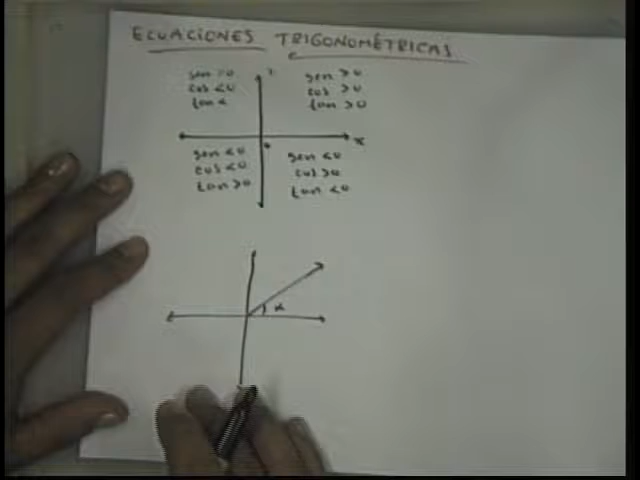 ECUACIONES TRIGONOMÉTRICAS
sen >0
cos <0
tan <
sen >0
cos >0
tan >0
x
sen <0
cos <0
tan >0
sen <0
cos >0
tan <0
α